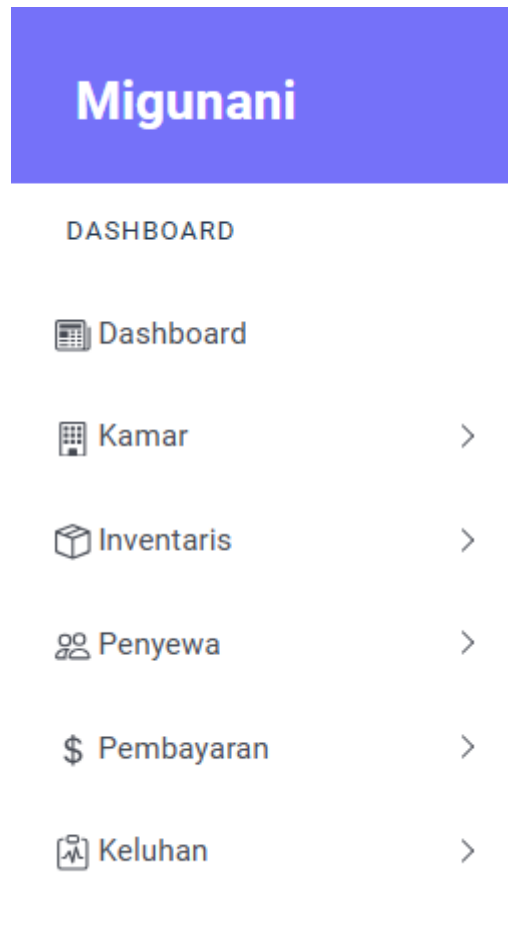 Migunani
DASHBOARD
Dashboard
Kamar
Inventaris
Penyewa
$ Pembayaran
Keluhan